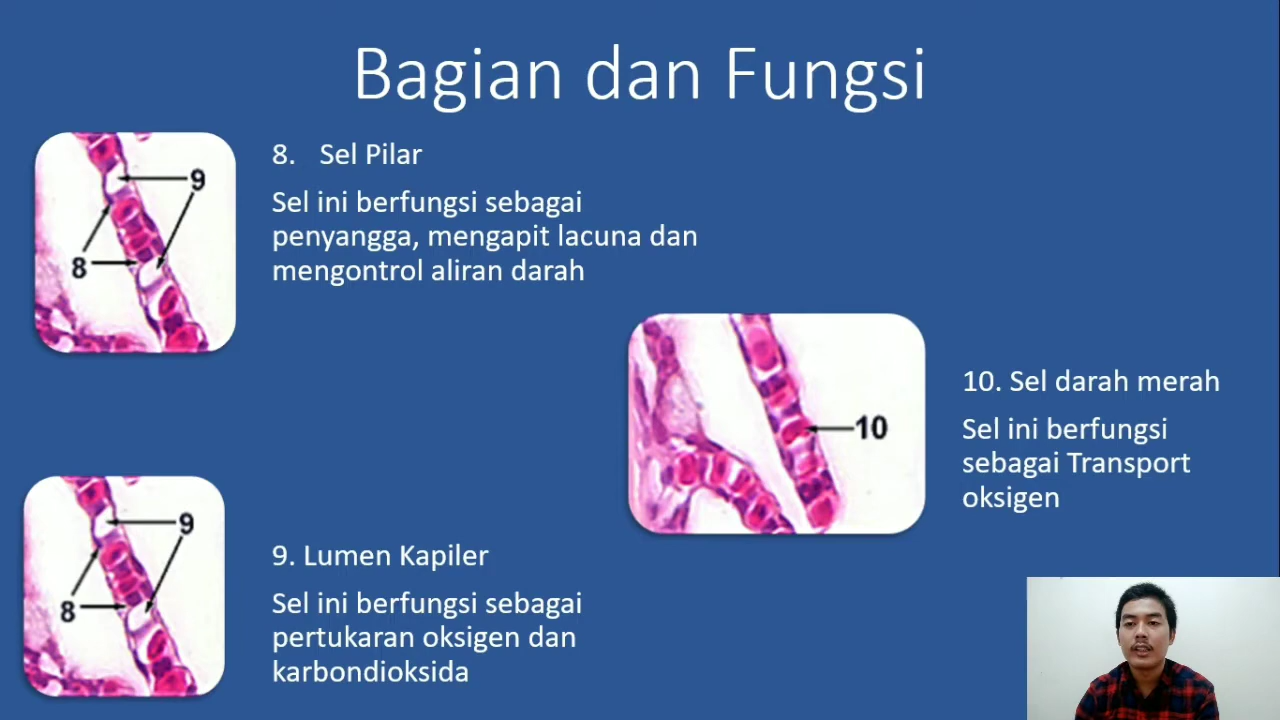 Bagian dan Fungsi
9
8
8. Sel Pilar
Sel ini berfungsi sebagai
penyangga, mengapit lacuna dan
mengontrol aliran darah
10
10. Sel darah merah
Sel ini berfungsi
sebagai Transport
oksigen
9
8
9. Lumen Kapiler
Sel ini berfungsi sebagai
pertukaran oksigen dan
karbondioksida